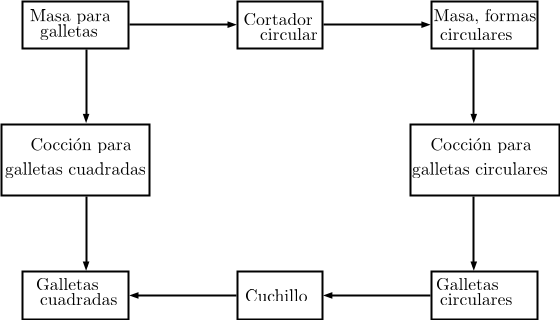 Masa para
galletas
Cortador
circular
Masa, formas
circulares
Cocción para
galletas cuadradas
Cocción para
galletas circulares
Galletas
cuadradas
Cuchillo
Galletas
circulares